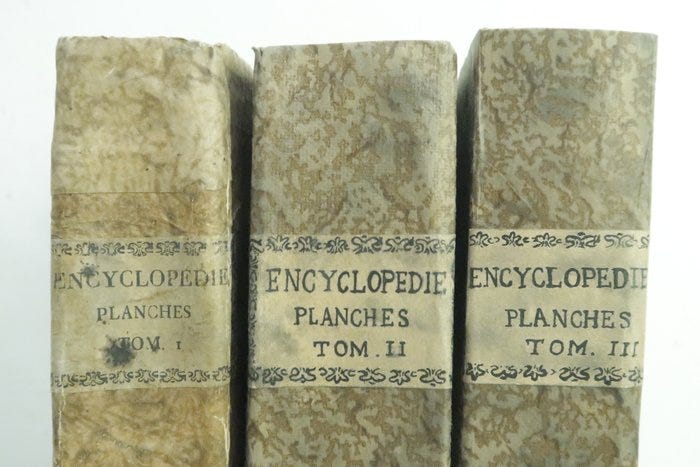 ENCYCLOPEDIE
PLANCHES
TOM. I
ENCYCLOPEDIE
PLANCHES
TOM. II
ENCYCLOPEDIE
PLANCHES
TOM. III